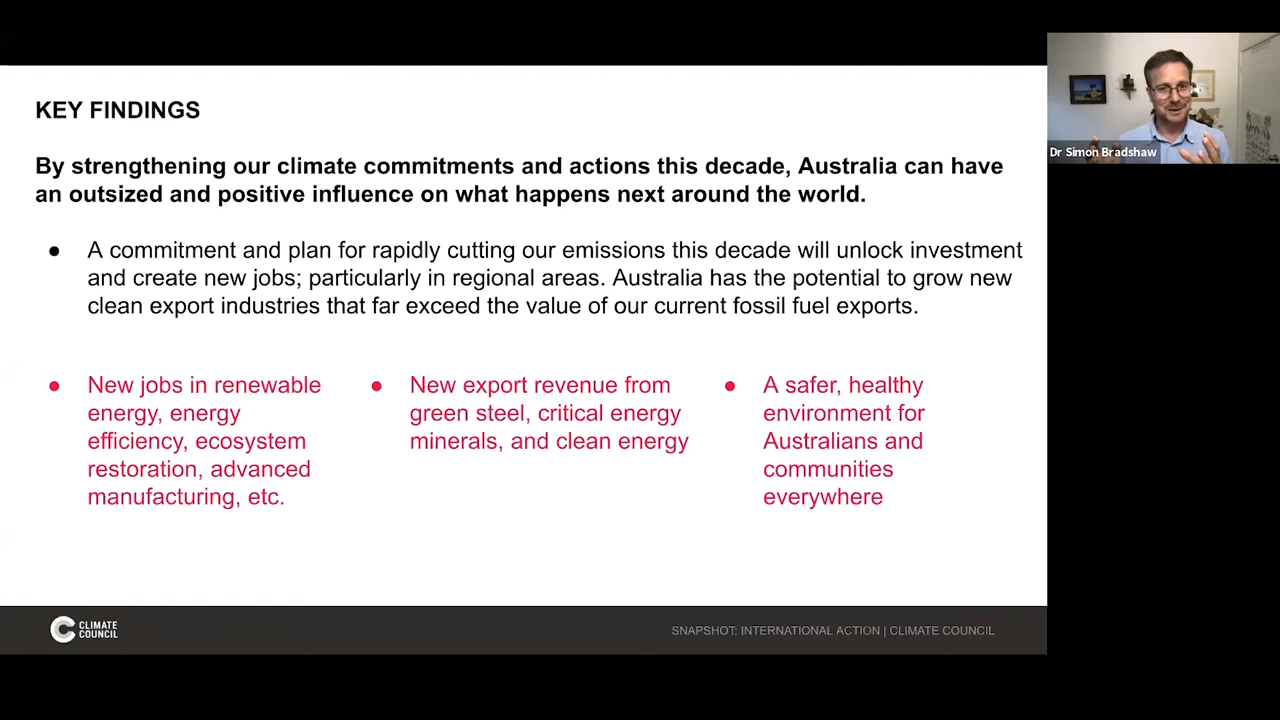 KEY FINDINGS
By strengthening our climate commitments and actions this decade, Australia can have
an outsized and positive influence on what happens next around the world.
● A commitment and plan for rapidly cutting our emissions this decade will unlock investment
and create new jobs; particularly in regional areas. Australia has the potential to grow new
clean export industries that far exceed the value of our current fossil fuel exports.
● New jobs in renewable
energy, energy
efficiency, ecosystem
restoration, advanced
manufacturing, etc.
● New export revenue from
green steel, critical energy
minerals, and clean energy
● A safer, healthy
environment for
Australians and
communities
everywhere
CLIMATE
COUNCIL
SNAPSHOT: INTERNATIONAL ACTION | CLIMATE COUNCIL
Dr Simon Bradshaw